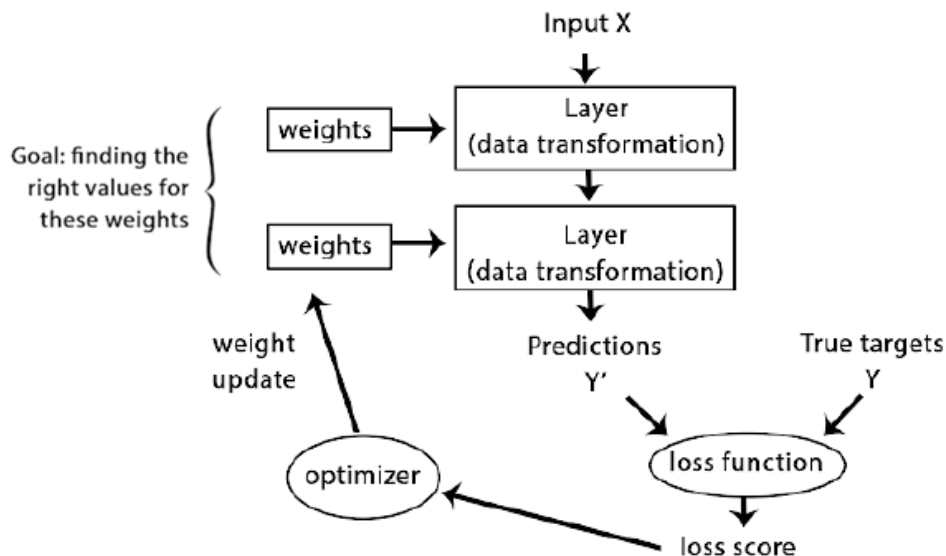 Input X
weights
Layer
(data transformation)
Goal: finding the
right values for
these weights
weights
Layer
(data transformation)
weight
update
Predictions
Y'
True targets
Y
optimizer
loss function
loss score